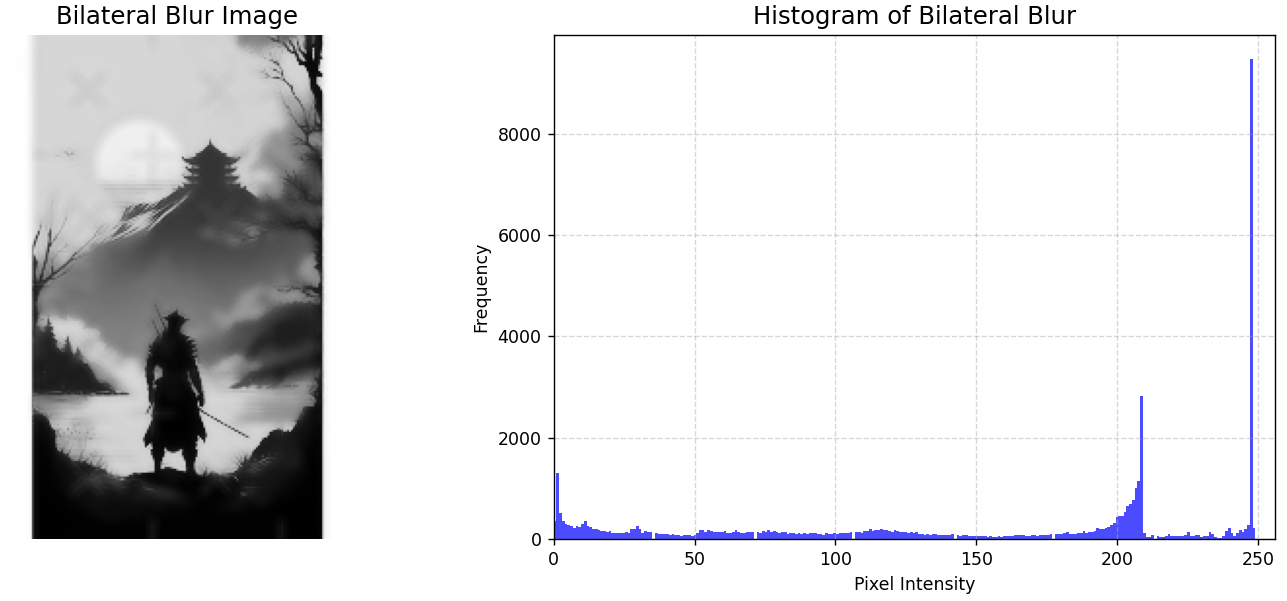 Bilateral Blur Image
Histogram of Bilateral Blur
Frequency
8000
6000
4000
2000
0
0 50 100 150 200 250
Pixel Intensity